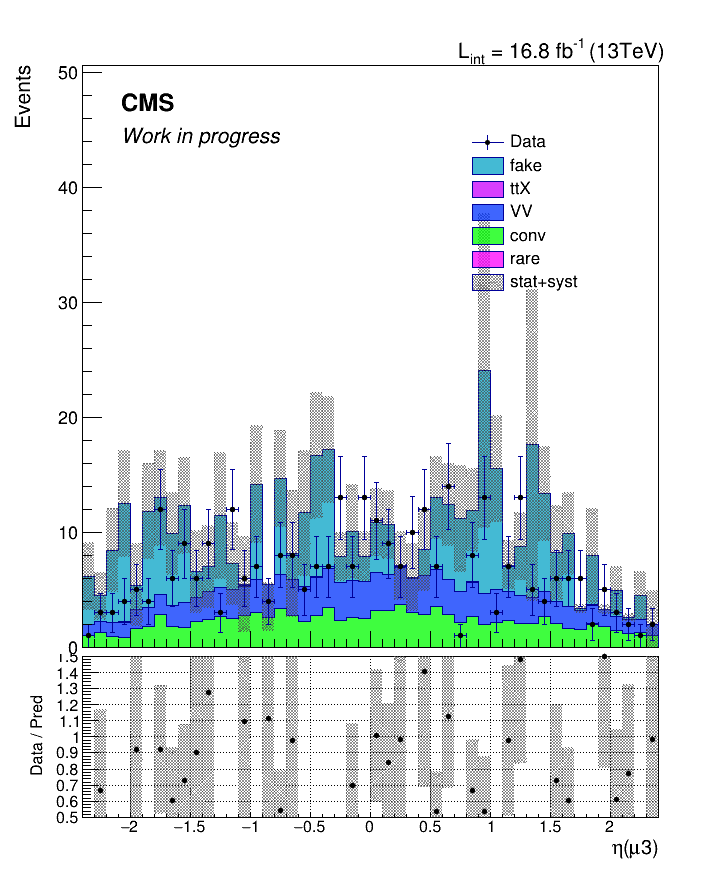 L_int = 16.8 fb^-1 (13TeV)
Events
50
CMS
Work in progress
Data
fake
40
ttX
VV
conv
rare
30
stat+syst
20
10
0
Data / Pred
1.5
1.4
1.3
1.2
1.1
1
0.9
0.8
0.7
0.6
0.5
−2 −1.5 −1 −0.5 0 0.5 1 1.5 2
η(μ3)